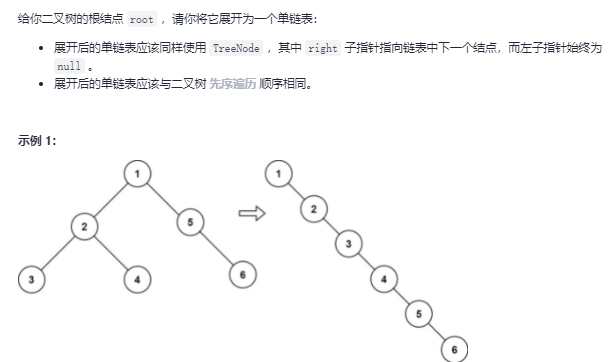 给你二叉树的根结点 root ，请你将它展开为一个单链表：
展开后的单链表应该同样使用 TreeNode ，其中 right 子指针指向链表中下一个结点，而左子指针始终为
null 。
展开后的单链表应该与二叉树 先序遍历 顺序相同。
示例 1：
1 1
2 5 2
3 4 6 3
4
5
6